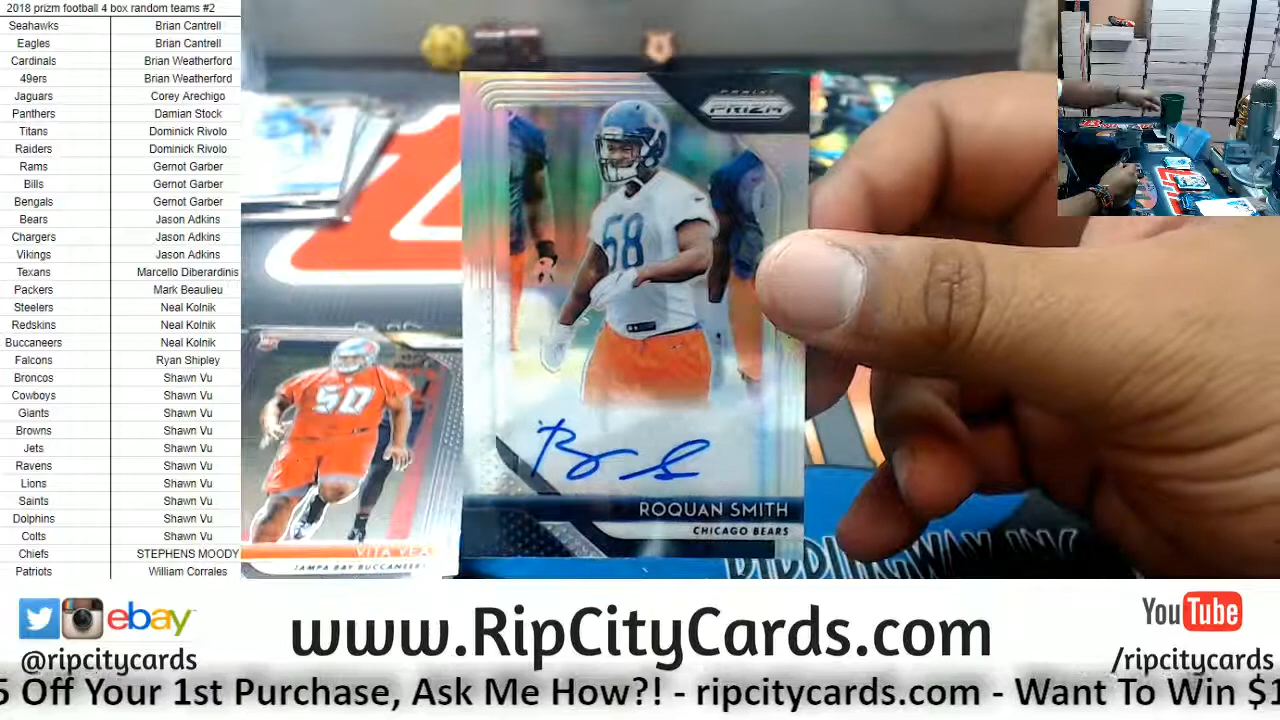 2018 prizm football 4 box random teams #2
Seahawks Brian Cantrell
Eagles Brian Cantrell
Cardinals Brian Weatherford
49ers Brian Weatherford
Jaguars Corey Arechigo
Panthers Damian Stock
Titans Dominick Rivolo
Raiders Dominick Rivolo
Rams Gernot Garber
Bills Gernot Garber
Bengals Gernot Garber
Bears Jason Adkins
Chargers Jason Adkins
Vikings Jason Adkins
Texans Marcello Diberardinis
Packers Mark Beaulieu
Steelers Neal Kolnik
Redskins Neal Kolnik
Buccaneers Neal Kolnik
Falcons Ryan Shipley
Broncos Shawn Vu
Cowboys Shawn Vu
Giants Shawn Vu
Browns Shawn Vu
Jets Shawn Vu
Ravens Shawn Vu
Lions Shawn Vu
Saints Shawn Vu
Dolphins Shawn Vu
Colts Shawn Vu
Chiefs STEPHENS MOODY
Patriots William Corrales
PANINI
PRIZM
58
ROQUAN SMITH
CHICAGO BEARS
50
VITA VEA
TAMPA BAY BUCCANEERS
ebay
@ripcitycards
www.RipCityCards.com
YouTube
/ripcitycards
5 Off Your 1st Purchase, Ask Me How?! - ripcitycards.com - Want To Win $1